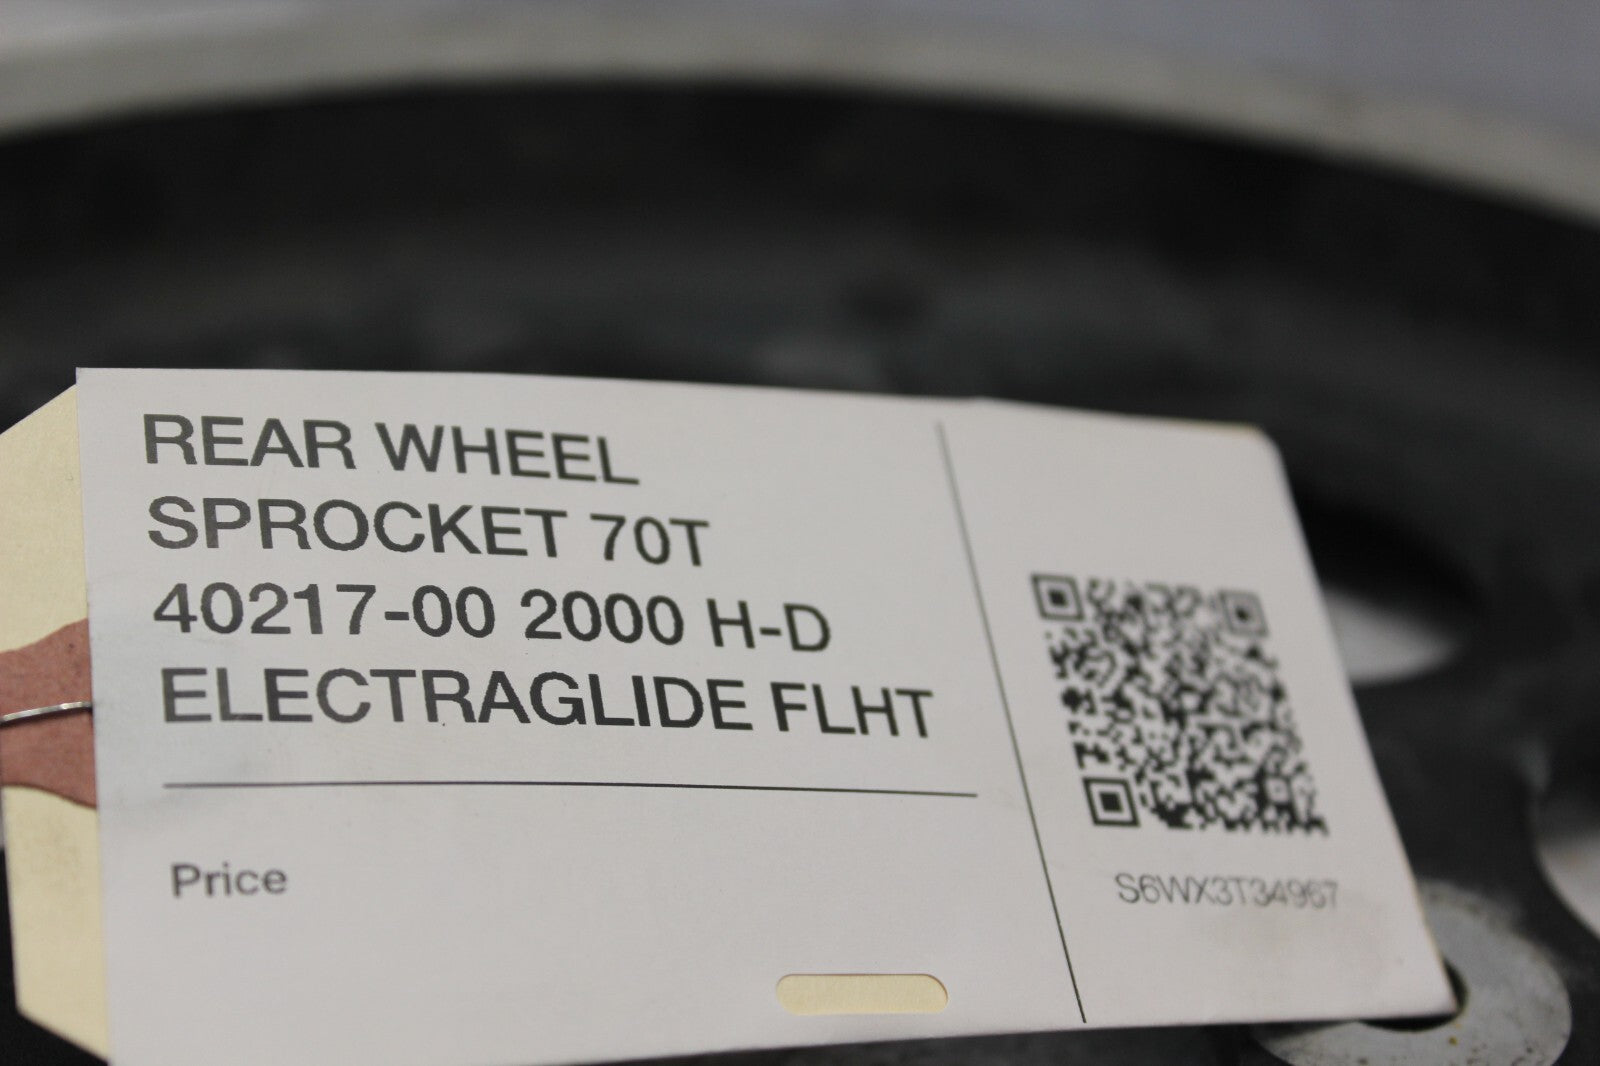 REAR WHEEL
SPROCKET 70T
40217-00 2000 H-D
ELECTRAGLIDE FLHT
Price
S6WX3T34967